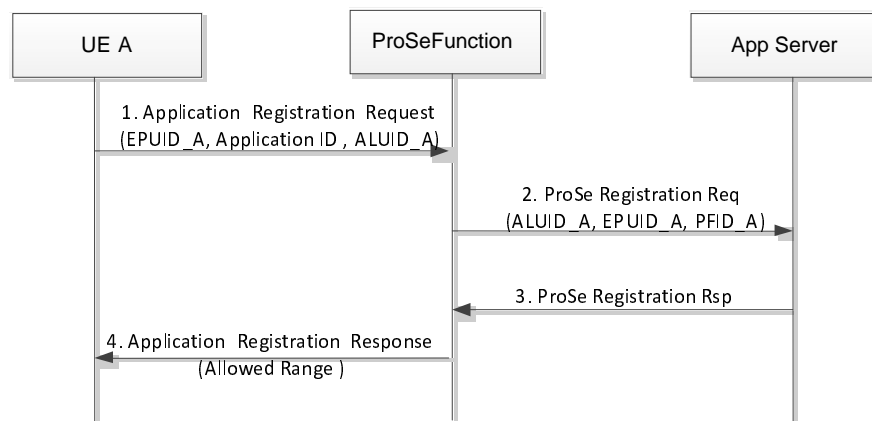 UE A
ProSeFunction
App Server
1. Application Registration Request
(EPUID_A, Application ID , ALUID_A)
2. ProSe Registration Req
(ALUID_A, EPUID_A, PFID_A)
3. ProSe Registration Rsp
4. Application Registration Response
(Allowed Range )